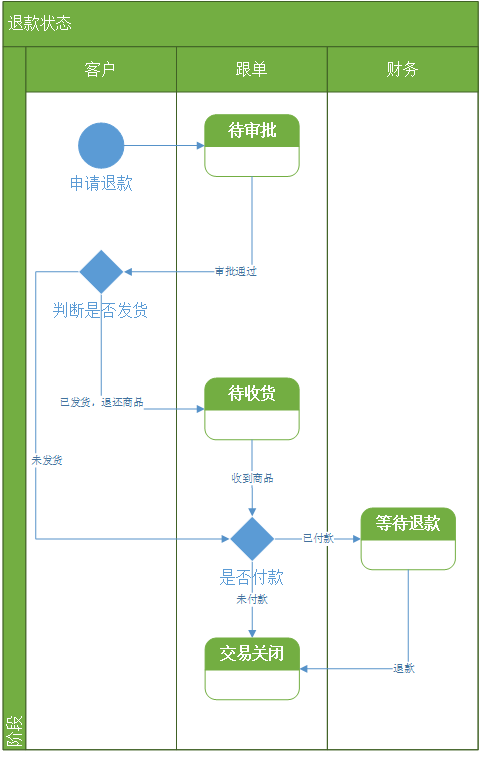 退款状态
客户
跟单
财务
待审批
申请退款
审批通过
判断是否发货
待收货
已发货，退还商品
未发货
收到商品
等待退款
已付款
是否付款
未付款
交易关闭
退款
阶段